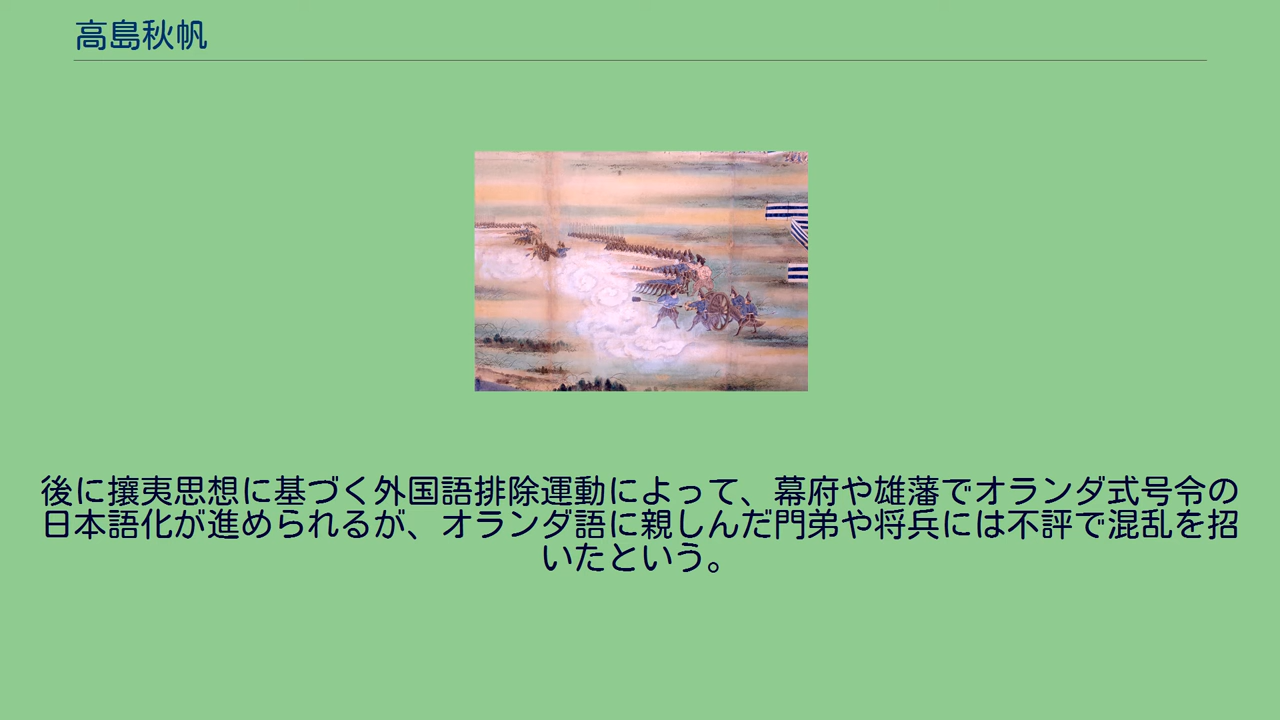 高島秋帆
後に攘夷思想に基づく外国語排除運動によって、幕府や雄藩でオランダ式号令の
日本語化が進められるが、オランダ語に親しんだ門弟や将兵には不評で混乱を招
いたという。